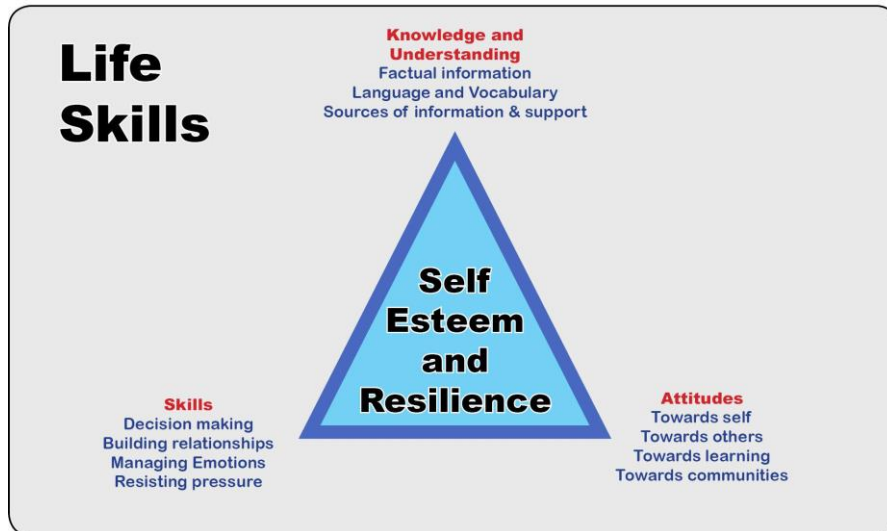 Life
Skills
Knowledge and
Understanding
Factual information
Language and Vocabulary
Sources of information & support
Self
Esteem
and
Resilience
Skills
Decision making
Building relationships
Managing Emotions
Resisting pressure
Attitudes
Towards self
Towards others
Towards learning
Towards communities